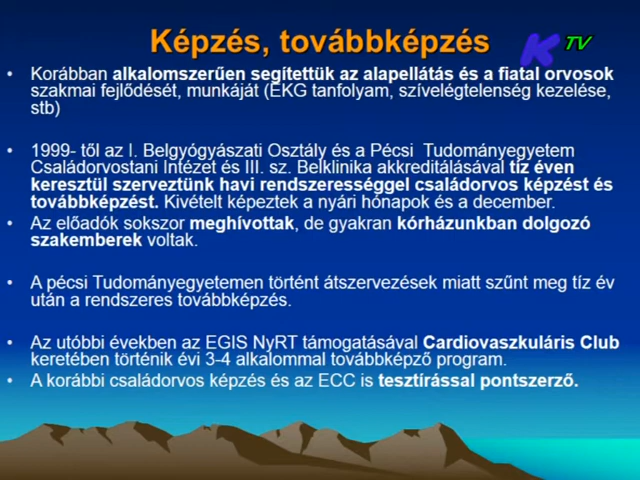 Képzés, továbbképzés
K TV
• Korábban alkalomszerűen segítettük az alapellátás és a fiatal orvosok
szakmai fejlődését, munkáját (EKG tanfolyam, szívelégtelenség kezelése,
stb)
• 1999- től az I. Belgyógyászati Osztály és a Pécsi Tudományegyetem
Családorvostani Intézet és III. sz. Belklinika akkreditálásával tíz éven
keresztül szerveztünk havi rendszerességgel családorvos képzést és
továbbképzést. Kivételt képeztek a nyári hónapok és a december.
• Az előadók sokszor meghívottak, de gyakran kórházunkban dolgozó
szakemberek voltak.
• A pécsi Tudományegyetemen történt átszervezések miatt szűnt meg tíz év
után a rendszeres továbbképzés.
• Az utóbbi években az EGIS NyRT támogatásával Cardiovaszkuláris Club
keretében történik évi 3-4 alkalommal továbbképző program.
• A korábbi családorvos képzés és az ECC is tesztírással pontszerző.